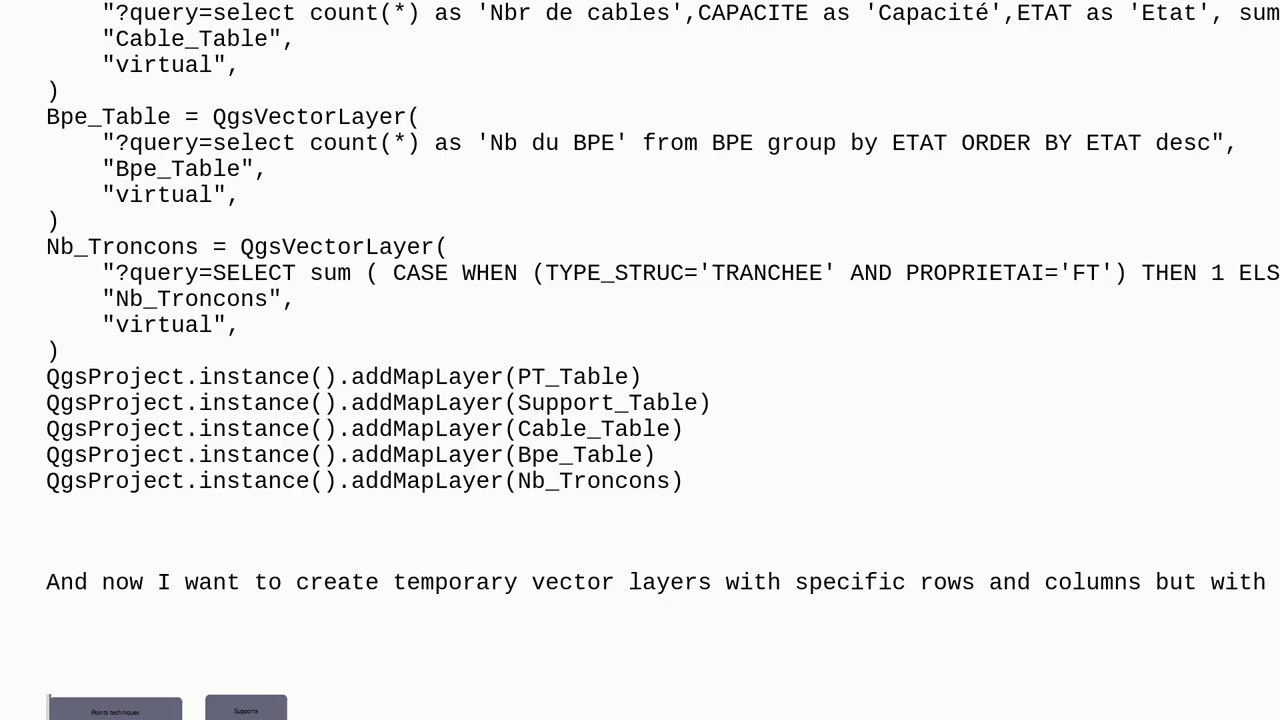 "?query=select count(*) as 'Nbr de cables',CAPACITE as 'Capacité',ETAT as 'Etat', sum
"Cable_Table",
"virtual",
)
Bpe_Table = QgsVectorLayer(
"?query=select count(*) as 'Nb du BPE' from BPE group by ETAT ORDER BY ETAT desc",
"Bpe_Table",
"virtual",
)
Nb_Troncons = QgsVectorLayer(
"?query=SELECT sum ( CASE WHEN (TYPE_STRUC='TRANCHEE' AND PROPRIETAI='FT') THEN 1 ELS
"Nb_Troncons",
"virtual",
)
QgsProject.instance().addMapLayer(PT_Table)
QgsProject.instance().addMapLayer(Support_Table)
QgsProject.instance().addMapLayer(Cable_Table)
QgsProject.instance().addMapLayer(Bpe_Table)
QgsProject.instance().addMapLayer(Nb_Troncons)
And now I want to create temporary vector layers with specific rows and columns but with
Points techniques
Supports